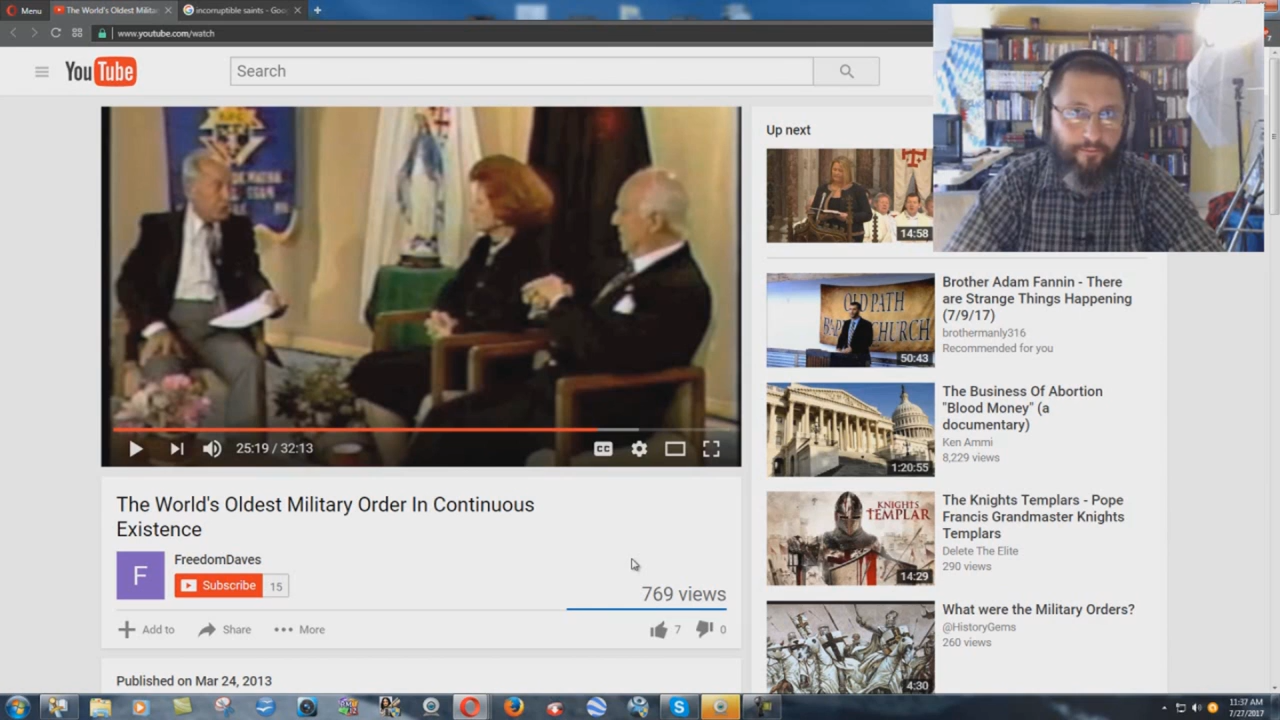 Menu
The World's Oldest Milita
incorruptible saints - Goo
www.youtube.com/watch
YouTube
Search
Up next
14:58
25:19 / 32:13
CC
The World's Oldest Military Order In Continuous
Existence
F
FreedomDaves
Subscribe
15
769 views
Add to
Share
More
7
0
Published on Mar 24, 2013
OLD PATH
BAPTIST CHURCH
50:43
Brother Adam Fannin - There
are Strange Things Happening
(7/9/17)
brothermanly316
Recommended for you
1:20:55
The Business Of Abortion
"Blood Money" (a
documentary)
Ken Ammi
8,229 views
KNIGHTS
TEMPLAR
14:29
The Knights Templars - Pope
Francis Grandmaster Knights
Templars
Delete The Elite
290 views
4:30
What were the Military Orders?
@HistoryGems
260 views
11:37 AM
7/27/2017